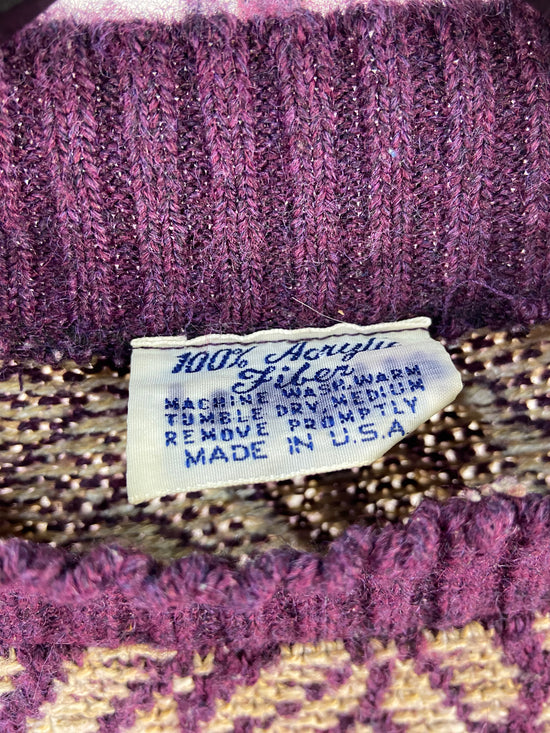 100% Acrylic
Fiber
MACHINE WASH, WARM
TUMBLE DRY, MEDIUM
REMOVE PROMPTLY
MADE IN U.S.A.